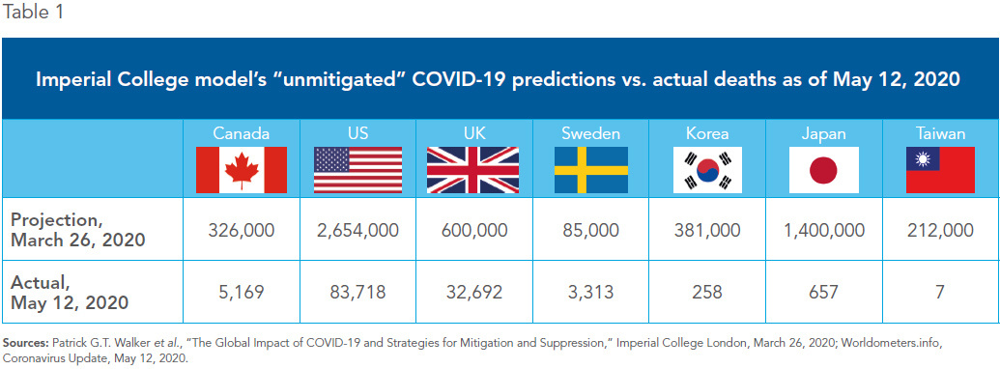 Table 1
Imperial College model’s “unmitigated” COVID-19 predictions vs. actual deaths as of May 12, 2020
Canada US UK Sweden Korea Japan Taiwan
Projection,
March 26, 2020 326,000 2,654,000 600,000 85,000 381,000 1,400,000 212,000
Actual,
May 12, 2020 5,169 83,718 32,692 3,313 258 657 7
Sources: Patrick G.T. Walker et al., “The Global Impact of COVID-19 and Strategies for Mitigation and Suppression,” Imperial College London, March 26, 2020; Worldometers.info,
Coronavirus Update, May 12, 2020.